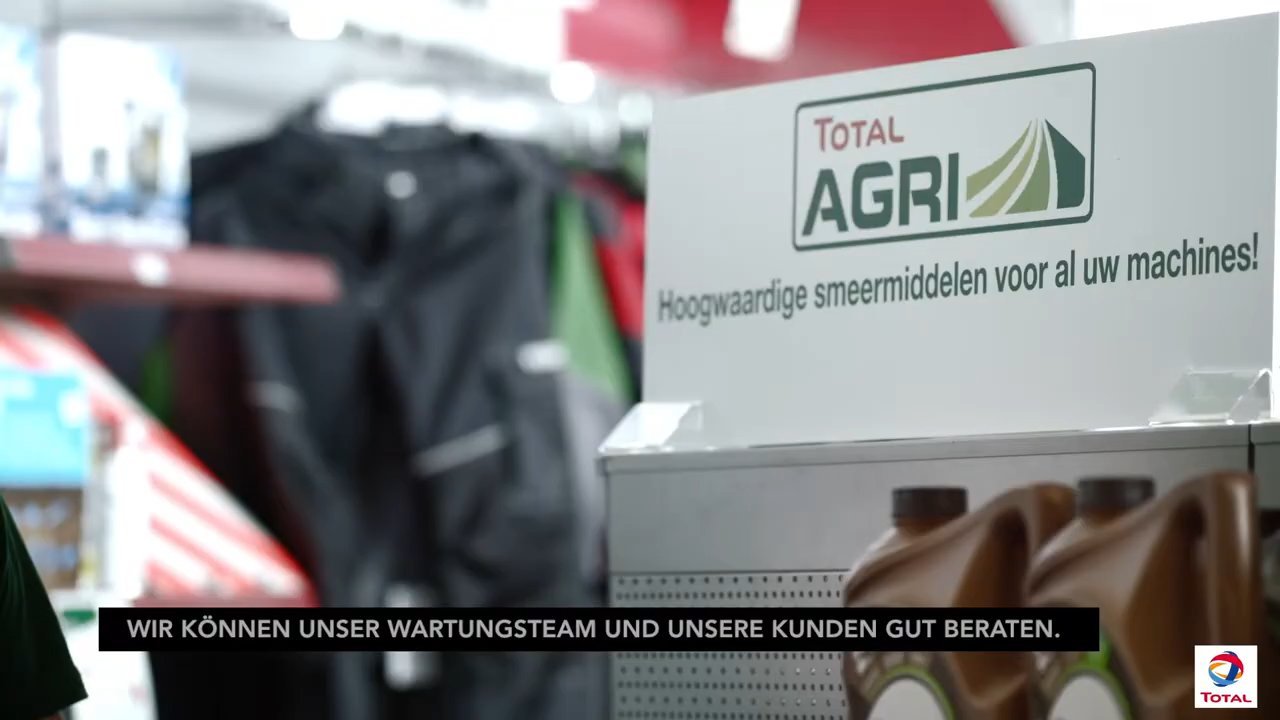 TOTAL
AGRI
Hoogwaardige smeermiddelen voor al uw machines!
WIR KÖNNEN UNSER WARTUNGSTEAM UND UNSERE KUNDEN GUT BERATEN.
TOTAL